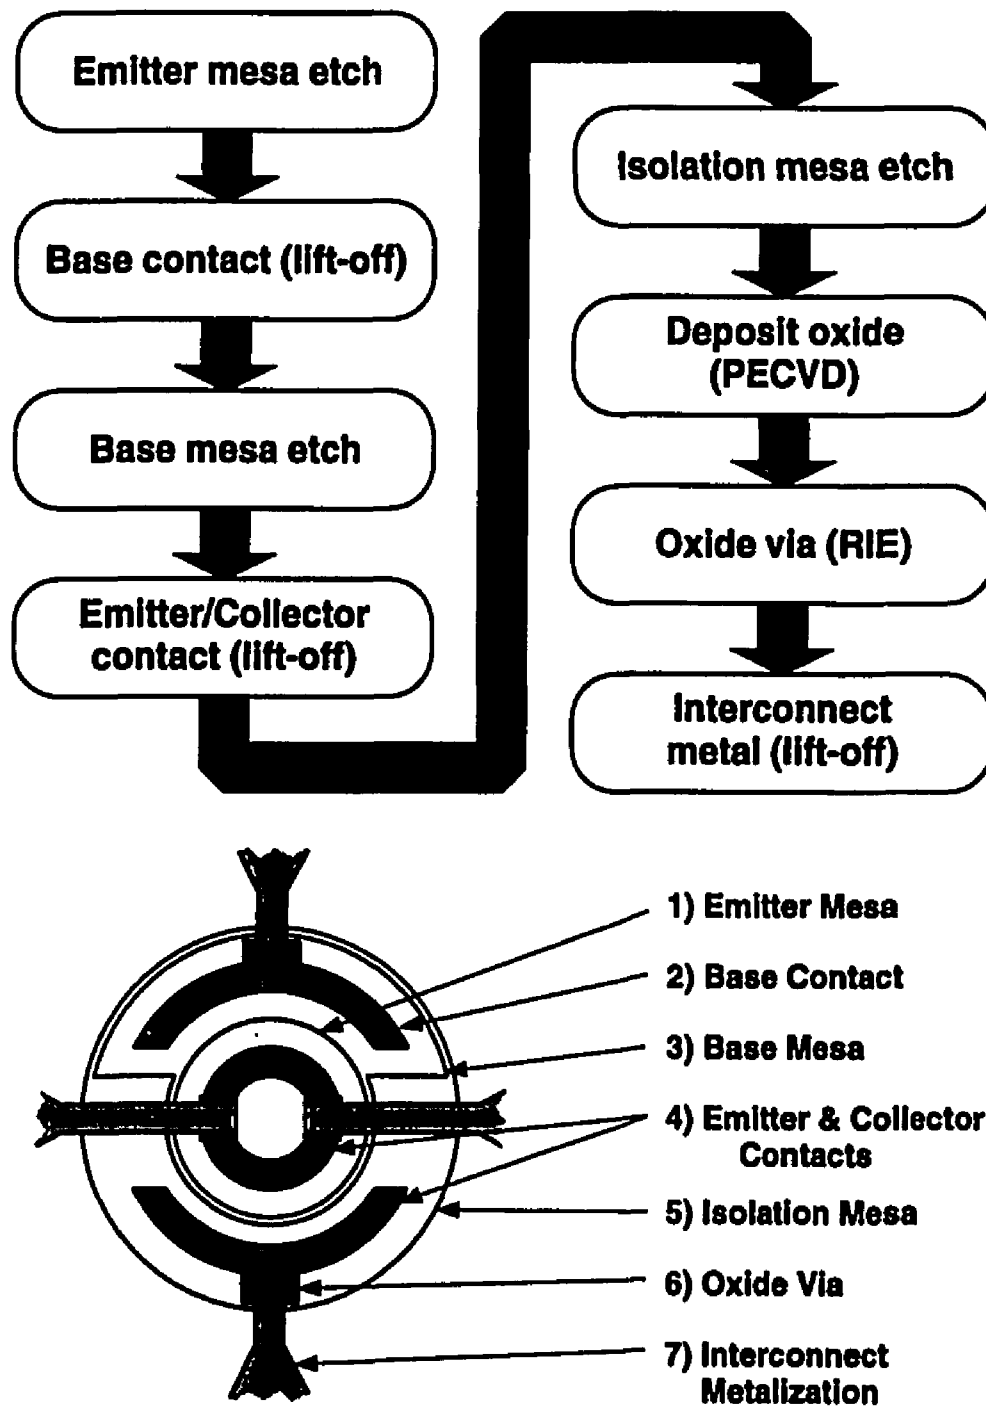 Emitter mesa etch
Base contact (lift-off)
Base mesa etch
Emitter/Collector
contact (lift-off)
Isolation mesa etch
Deposit oxide
(PECVD)
Oxide via (RIE)
Interconnect
metal (lift-off)
1) Emitter Mesa
2) Base Contact
3) Base Mesa
4) Emitter & Collector
Contacts
5) Isolation Mesa
6) Oxide Via
7) Interconnect
Metalization